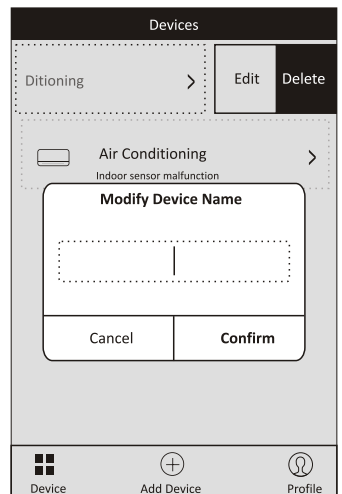 Devices
Ditioning
Edit
Delete
Air Conditioning
Indoor sensor malfunction
Modify Device Name
Cancel
Confirm
Device
Add Device
Profile